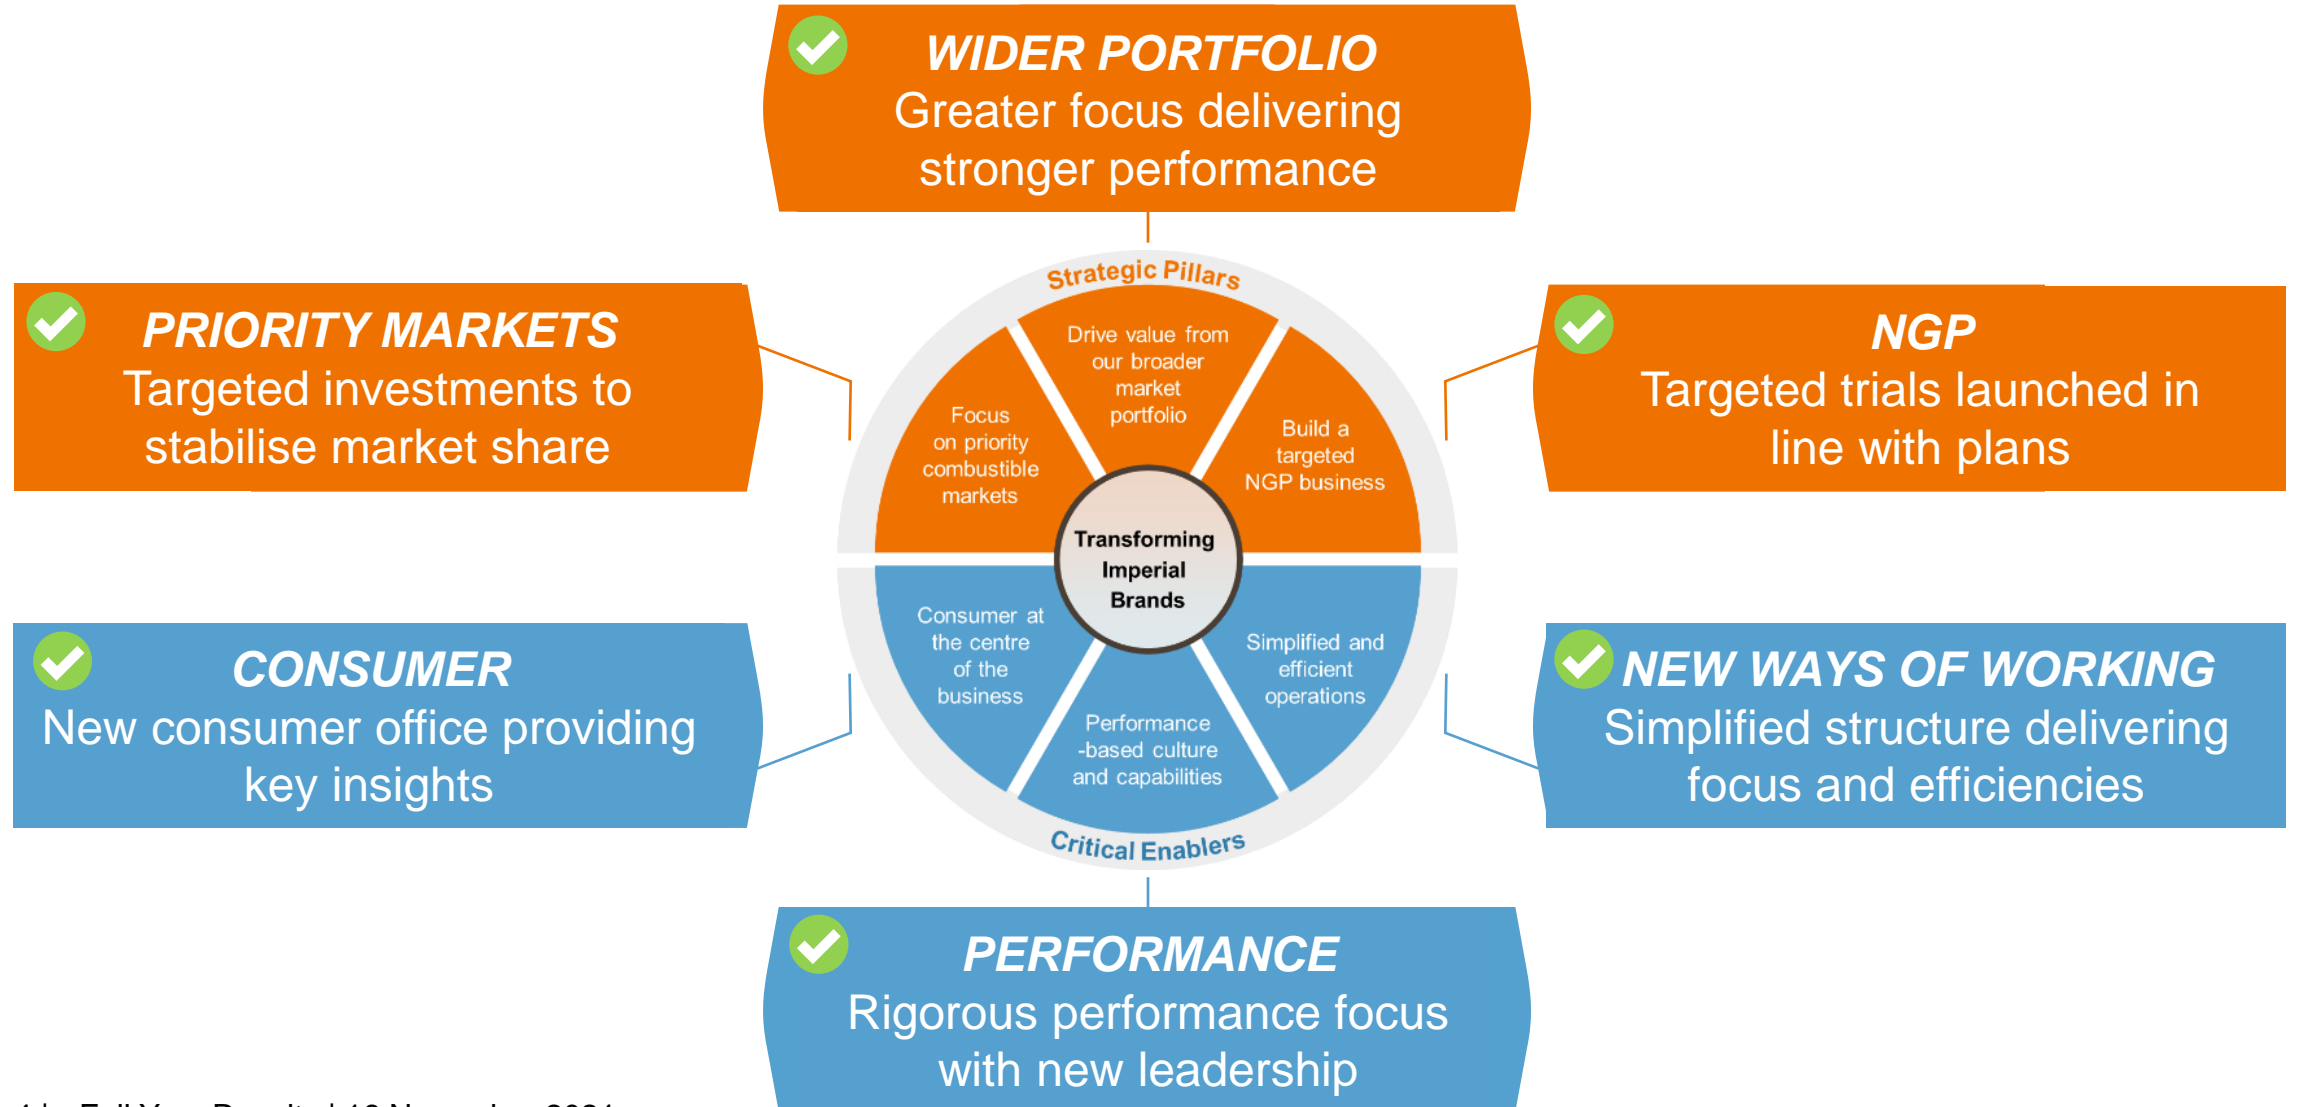 WIDER PORTFOLIO
Greater focus delivering
stronger performance
PRIORITY MARKETS
Targeted investments to
stabilise market share
NGP
Targeted trials launched in
line with plans
Strategic Pillars
Drive value from
our broader
market
portfolio
Focus
on priority
combustible
markets
Build a
targeted
NGP business
Transforming
Imperial
Brands
Consumer at
the centre
of the
business
Simplified and
efficient
operations
Performance
-based culture
and capabilities
Critical Enablers
CONSUMER
New consumer office providing
key insights
NEW WAYS OF WORKING
Simplified structure delivering
focus and efficiencies
PERFORMANCE
Rigorous performance focus
with new leadership